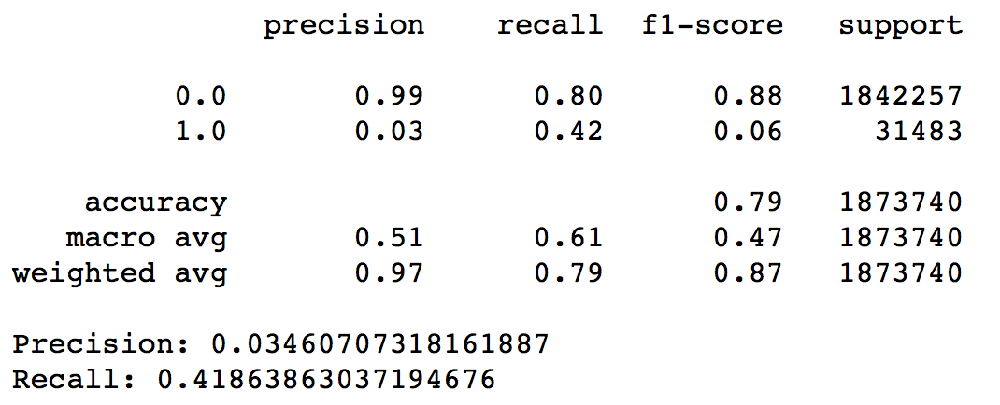 precision recall f1-score support
0.0 0.99 0.80 0.88 1842257
1.0 0.03 0.42 0.06 31483
accuracy 0.79 1873740
macro avg 0.51 0.61 0.47 1873740
weighted avg 0.97 0.79 0.87 1873740
Precision: 0.03460707318161887
Recall: 0.41863863037194676